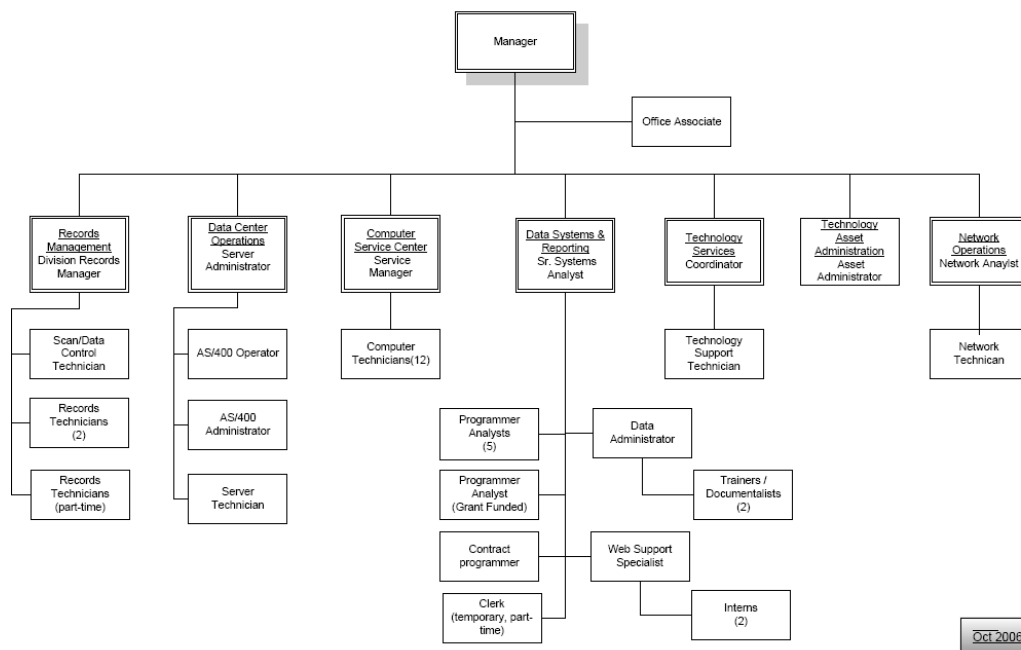 Manager
Office Associate
Records
Management
Division Records
Manager
Data Center
Operations
Server
Administrator
Computer
Service Center
Service
Manager
Data Systems &
Reporting
Sr. Systems
Analyst
Technology
Services
Coordinator
Technology
Asset
Administration
Asset
Administrator
Network
Operations
Network Anaylst
Scan/Data
Control
Technician
AS/400 Operator
Computer
Technicians(12)
Technology
Support
Technician
Network
Technican
Records
Technicians
(2)
AS/400
Administrator
Programmer
Analysts
(5)
Data
Administrator
Records
Technicians
(part-time)
Server
Technician
Programmer
Analyst
(Grant Funded)
Trainers /
Documentalists
(2)
Contract
programmer
Web Support
Specialist
Clerk
(temporary, part-
time)
Interns
(2)
Oct 2006